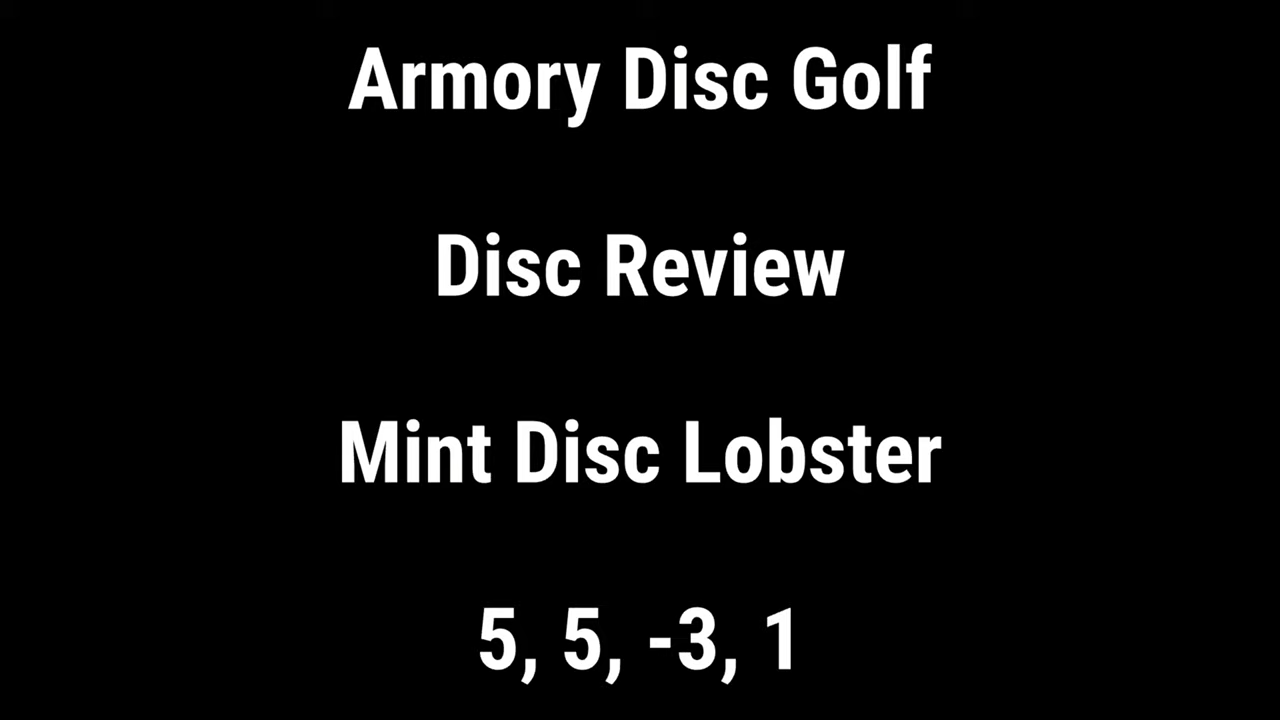 Armory Disc Golf
Disc Review
Mint Disc Lobster
5, 5, -3, 1